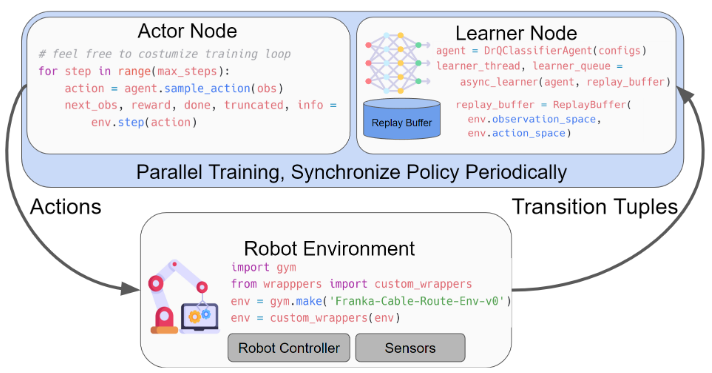 Actor Node
# feel free to costumize training loop
for step in range(max_steps):
action = agent.sample_action(obs)
next_obs, reward, done, truncated, info =
env.step(action)
Learner Node
agent = DrQClassifierAgent(configs)
learner_thread, learner_queue =
async_learner(agent, replay_buffer)
Replay Buffer
replay_buffer = ReplayBuffer(
env.observation_space,
env.action_space)
Parallel Training, Synchronize Policy Periodically
Actions
Transition Tuples
Robot Environment
import gym
from wrapppers import custom_wrappers
env = gym.make('Franka-Cable-Route-Env-v0')
env = custom_wrappers(env)
Robot Controller
Sensors